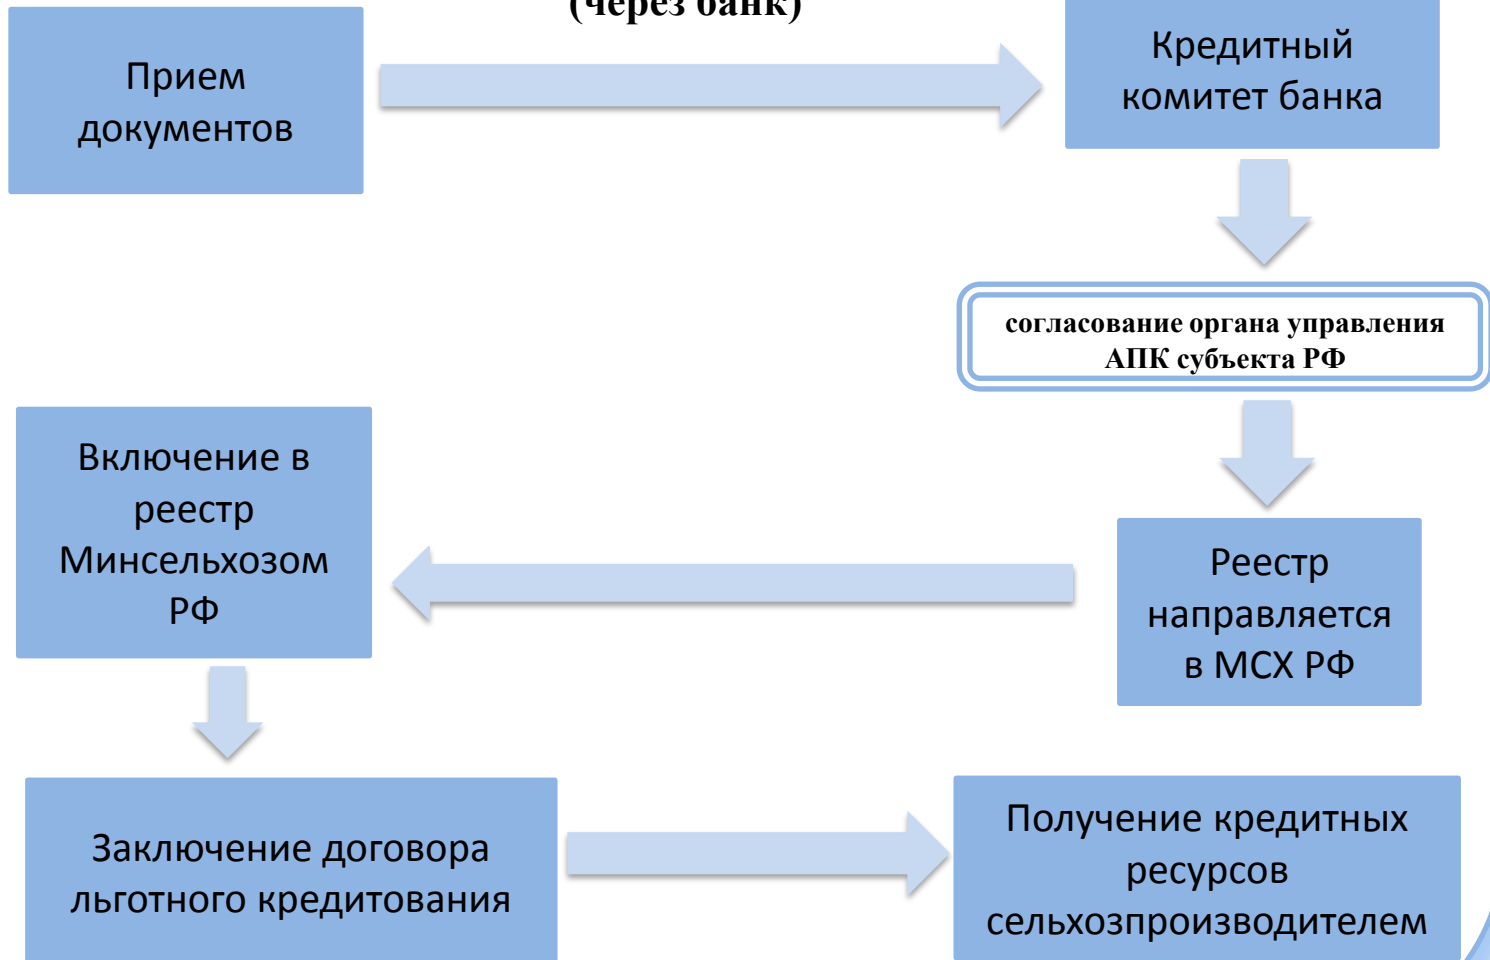 (через банк)
Прием
документов
Кредитный
комитет банка
согласование органа управления
АПК субъекта РФ
Реестр
направляется
в МСХ РФ
Включение в
реестр
Минсельхозом
РФ
Заключение договора
льготного кредитования
Получение кредитных
ресурсов
сельхозпроизводителем